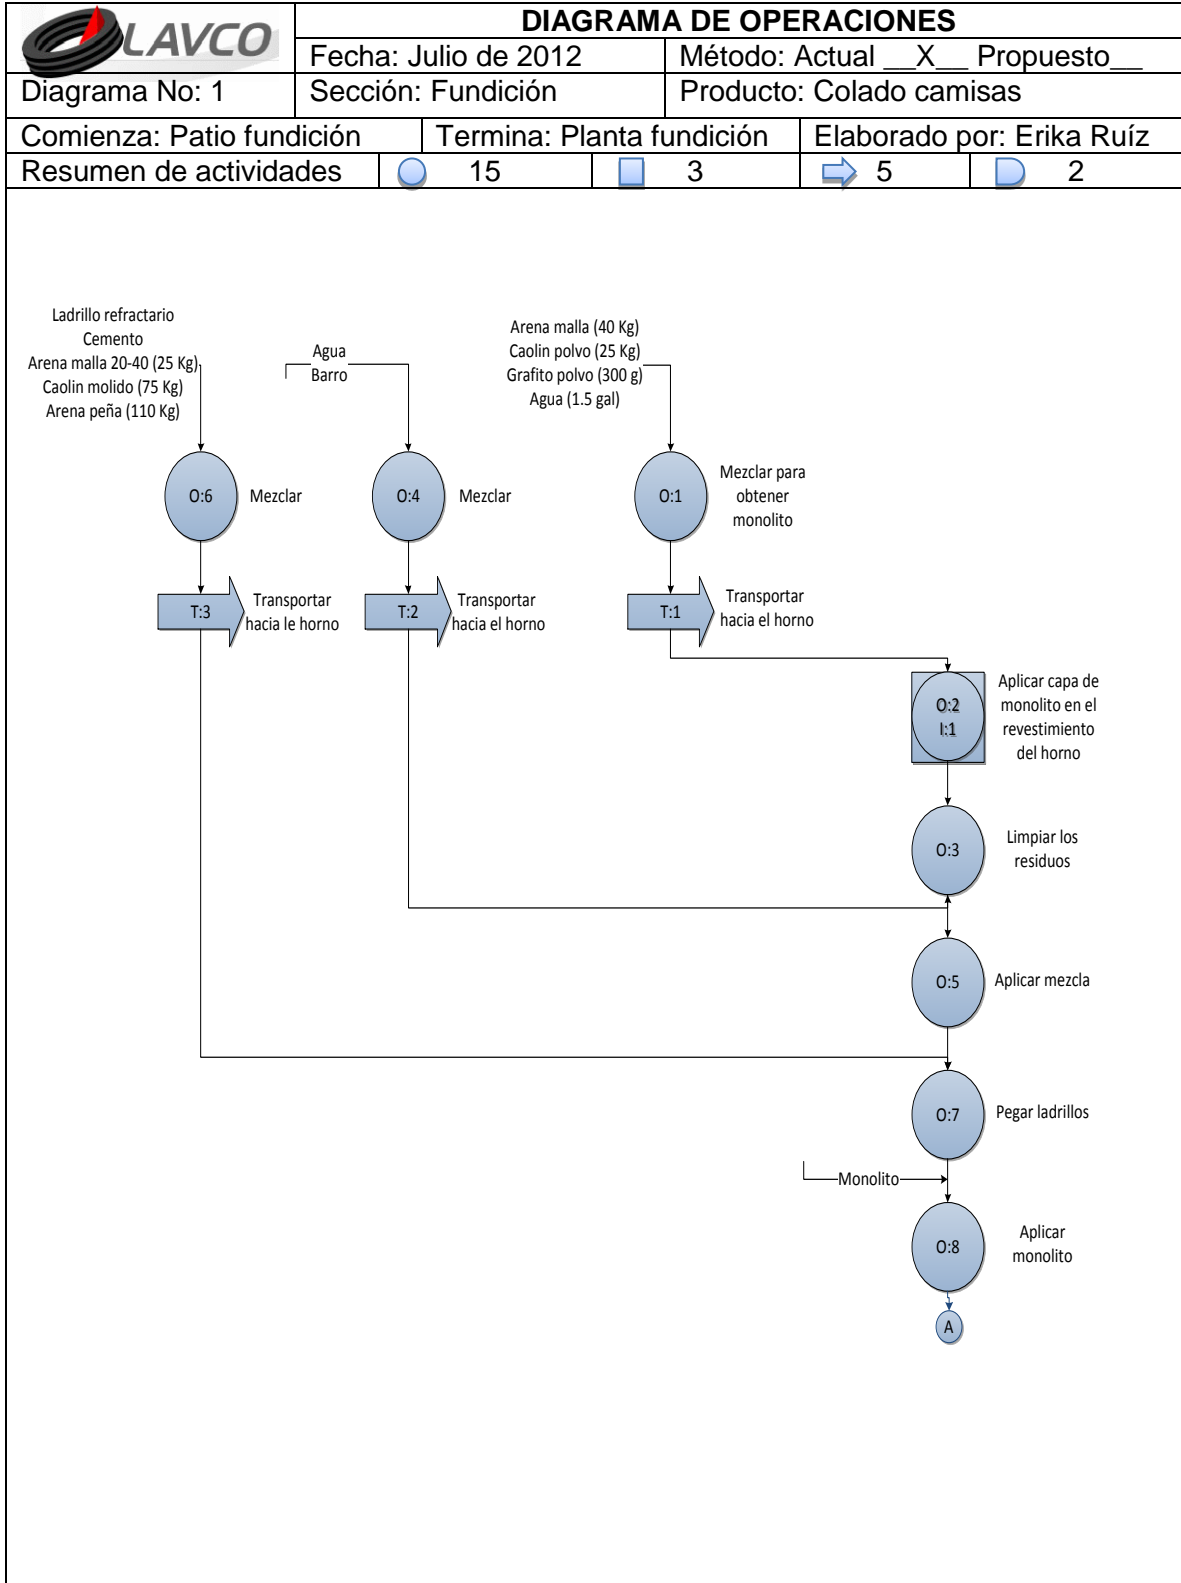 LAVCO
DIAGRAMA DE OPERACIONES
Fecha: Julio de 2012
Método: Actual __X__ Propuesto__
Diagrama No: 1
Sección: Fundición
Producto: Colado camisas
Comienza: Patio fundición
Termina: Planta fundición
Elaborado por: Erika Ruíz
Resumen de actividades
15
3
5
2
Ladrillo refractario
Cemento
Arena malla 20-40 (25 Kg)
Caolin molido (75 Kg)
Arena peña (110 Kg)
Agua
Barro
Arena malla (40 Kg)
Caolin polvo (25 Kg)
Grafito polvo (300 g)
Agua (1.5 gal)
O:6
Mezclar
O:4
Mezclar
O:1
Mezclar para
obtener
monolito
T:3
Transportar
hacia le horno
T:2
Transportar
hacia el horno
T:1
Transportar
hacia el horno
O:2
I:1
Aplicar capa de
monolito en el
revestimiento
del horno
O:3
Limpiar los
residuos
O:5
Aplicar mezcla
O:7
Pegar ladrillos
Monolito
O:8
Aplicar
monolito
A